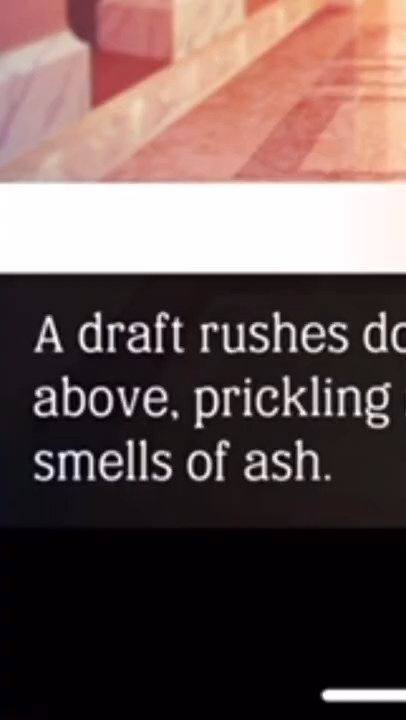 A draft rushes
above, prickling
smells of ash.